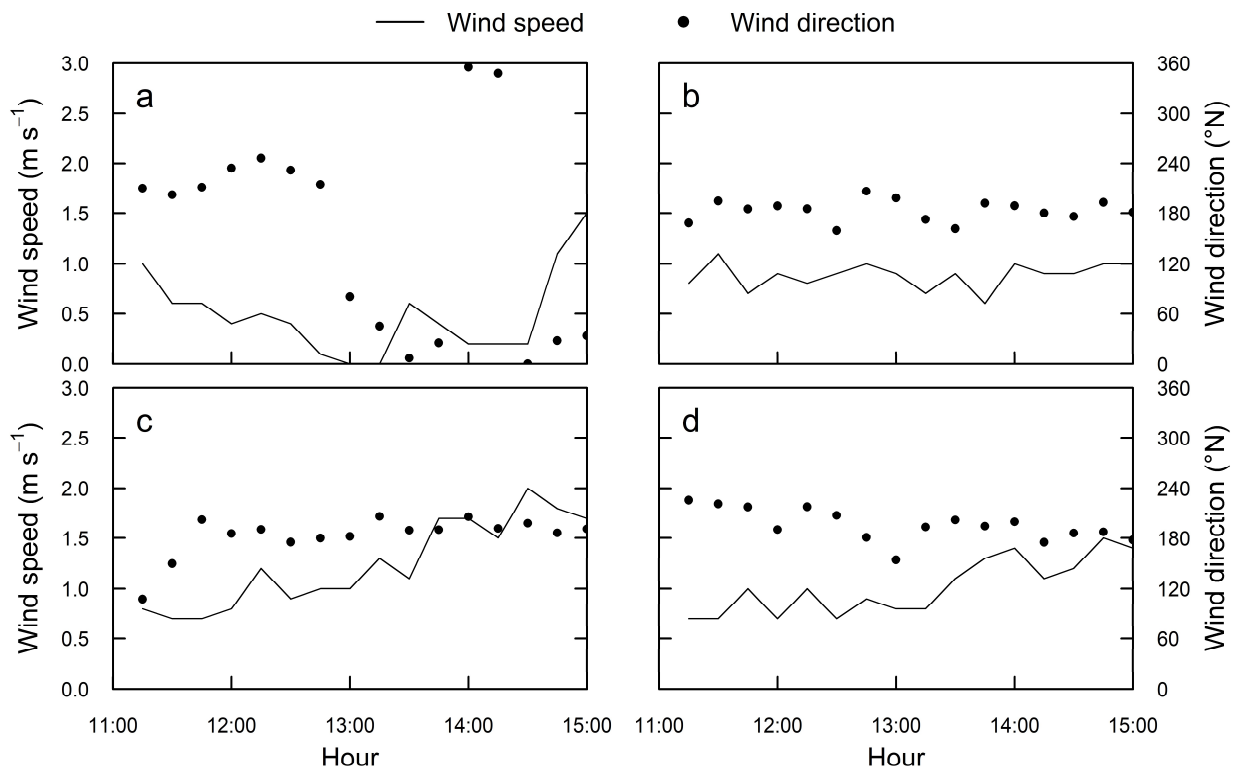 Wind speed Wind direction
a
b
3.0
2.5
2.0
1.5
1.0
0.5
0.0
Wind speed (m s⁻¹)
360
300
240
180
120
60
0
Wind direction (°N)
c
d
3.0
2.5
2.0
1.5
1.0
0.5
0.0
Wind speed (m s⁻¹)
360
300
240
180
120
60
0
Wind direction (°N)
11:00 12:00 13:00 14:00 15:00
11:00 12:00 13:00 14:00 15:00
Hour Hour